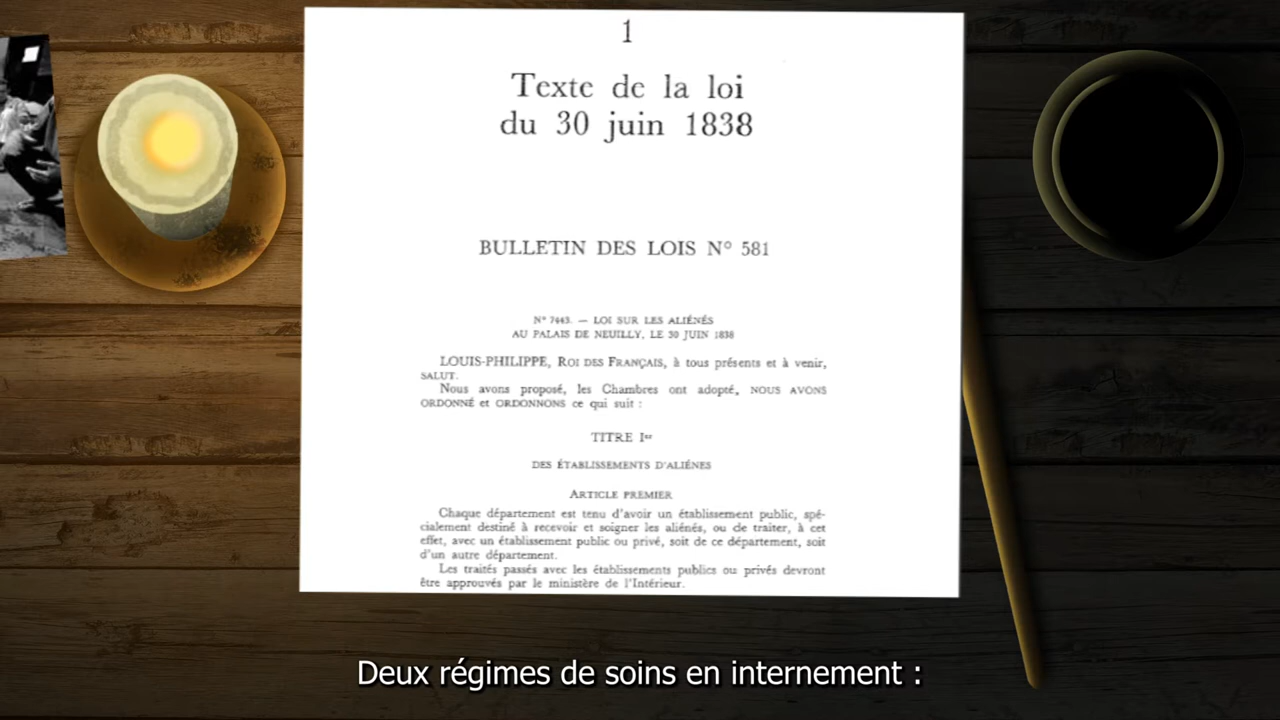 1
Texte de la loi
du 30 juin 1838
BULLETIN DES LOIS N° 581
N° 7443. — LOI SUR LES ALIÉNÉS
AU PALAIS DE NEUILLY, LE 30 JUIN 1838
LOUIS-PHILIPPE, ROI DES FRANÇAIS, à tous présents et à venir,
SALUT.
Nous avons proposé, les Chambres ont adopté, NOUS AVONS
ORDONNÉ et ORDONNONS ce qui suit :
TITRE Ier
DES ÉTABLISSEMENTS D'ALIÉNES
ARTICLE PREMIER
Chaque département est tenu d'avoir un établissement public, spé-
cialement destiné à recevoir et soigner les aliénés, ou de traiter, à cet
effet, avec un établissement public ou privé, soit de ce département, soit
d'un autre département.
Les traités passés avec les établissements publics ou privés devront
être approuvés par le ministère de l'Intérieur.
Deux régimes de soins en internement :